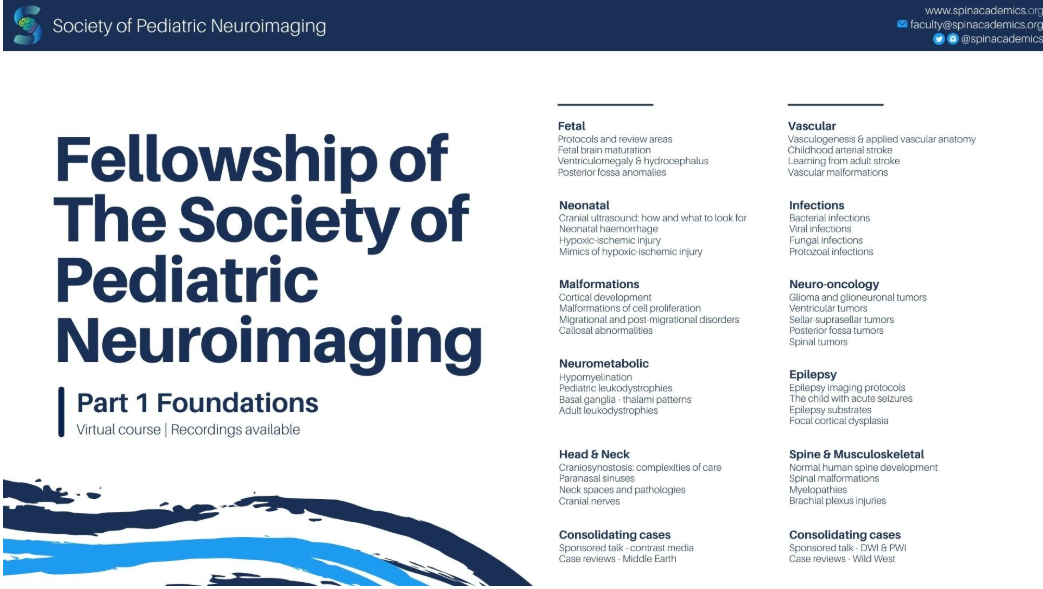 Society of Pediatric Neuroimaging
www.spinacademics.org
faculty@spinacademics.org
@spinacademics
Fellowship of
The Society of
Pediatric
Neuroimaging
Part 1 Foundations
Virtual course | Recordings available
Fetal
Protocols and review areas
Fetal brain maturation
Ventriculomegaly & hydrocephalus
Posterior fossa anomalies
Neonatal
Cranial ultrasound: how and what to look for
Neonatal haemorrhage
Hypoxic-ischemic injury
Mimics of hypoxic-ischemic injury
Malformations
Cortical development
Malformations of cell proliferation
Migrational and post-migrational disorders
Callosal abnormalities
Neurometabolic
Hypomyelination
Pediatric leukodystrophies
Basal ganglia - thalami patterns
Adult leukodystrophies
Head & Neck
Craniosynostosis: complexities of care
Paranasal sinuses
Neck spaces and pathologies
Cranial nerves
Consolidating cases
Sponsored talk - contrast media
Case reviews - Middle Earth
Vascular
Vasculogenesis & applied vascular anatomy
Childhood arterial stroke
Learning from adult stroke
Vascular malformations
Infections
Bacterial infections
Viral infections
Fungal infections
Protozoal infections
Neuro-oncology
Glioma and glioneuronal tumors
Ventricular tumors
Sellar-suprasellar tumors
Posterior fossa tumors
Spinal tumors
Epilepsy
Epilepsy imaging protocols
The child with acute seizures
Epilepsy substrates
Focal cortical dysplasia
Spine & Musculoskeletal
Normal human spine development
Spinal malformations
Myelopathies
Brachial plexus injuries
Consolidating cases
Sponsored talk - DWI & PWI
Case reviews - Wild West